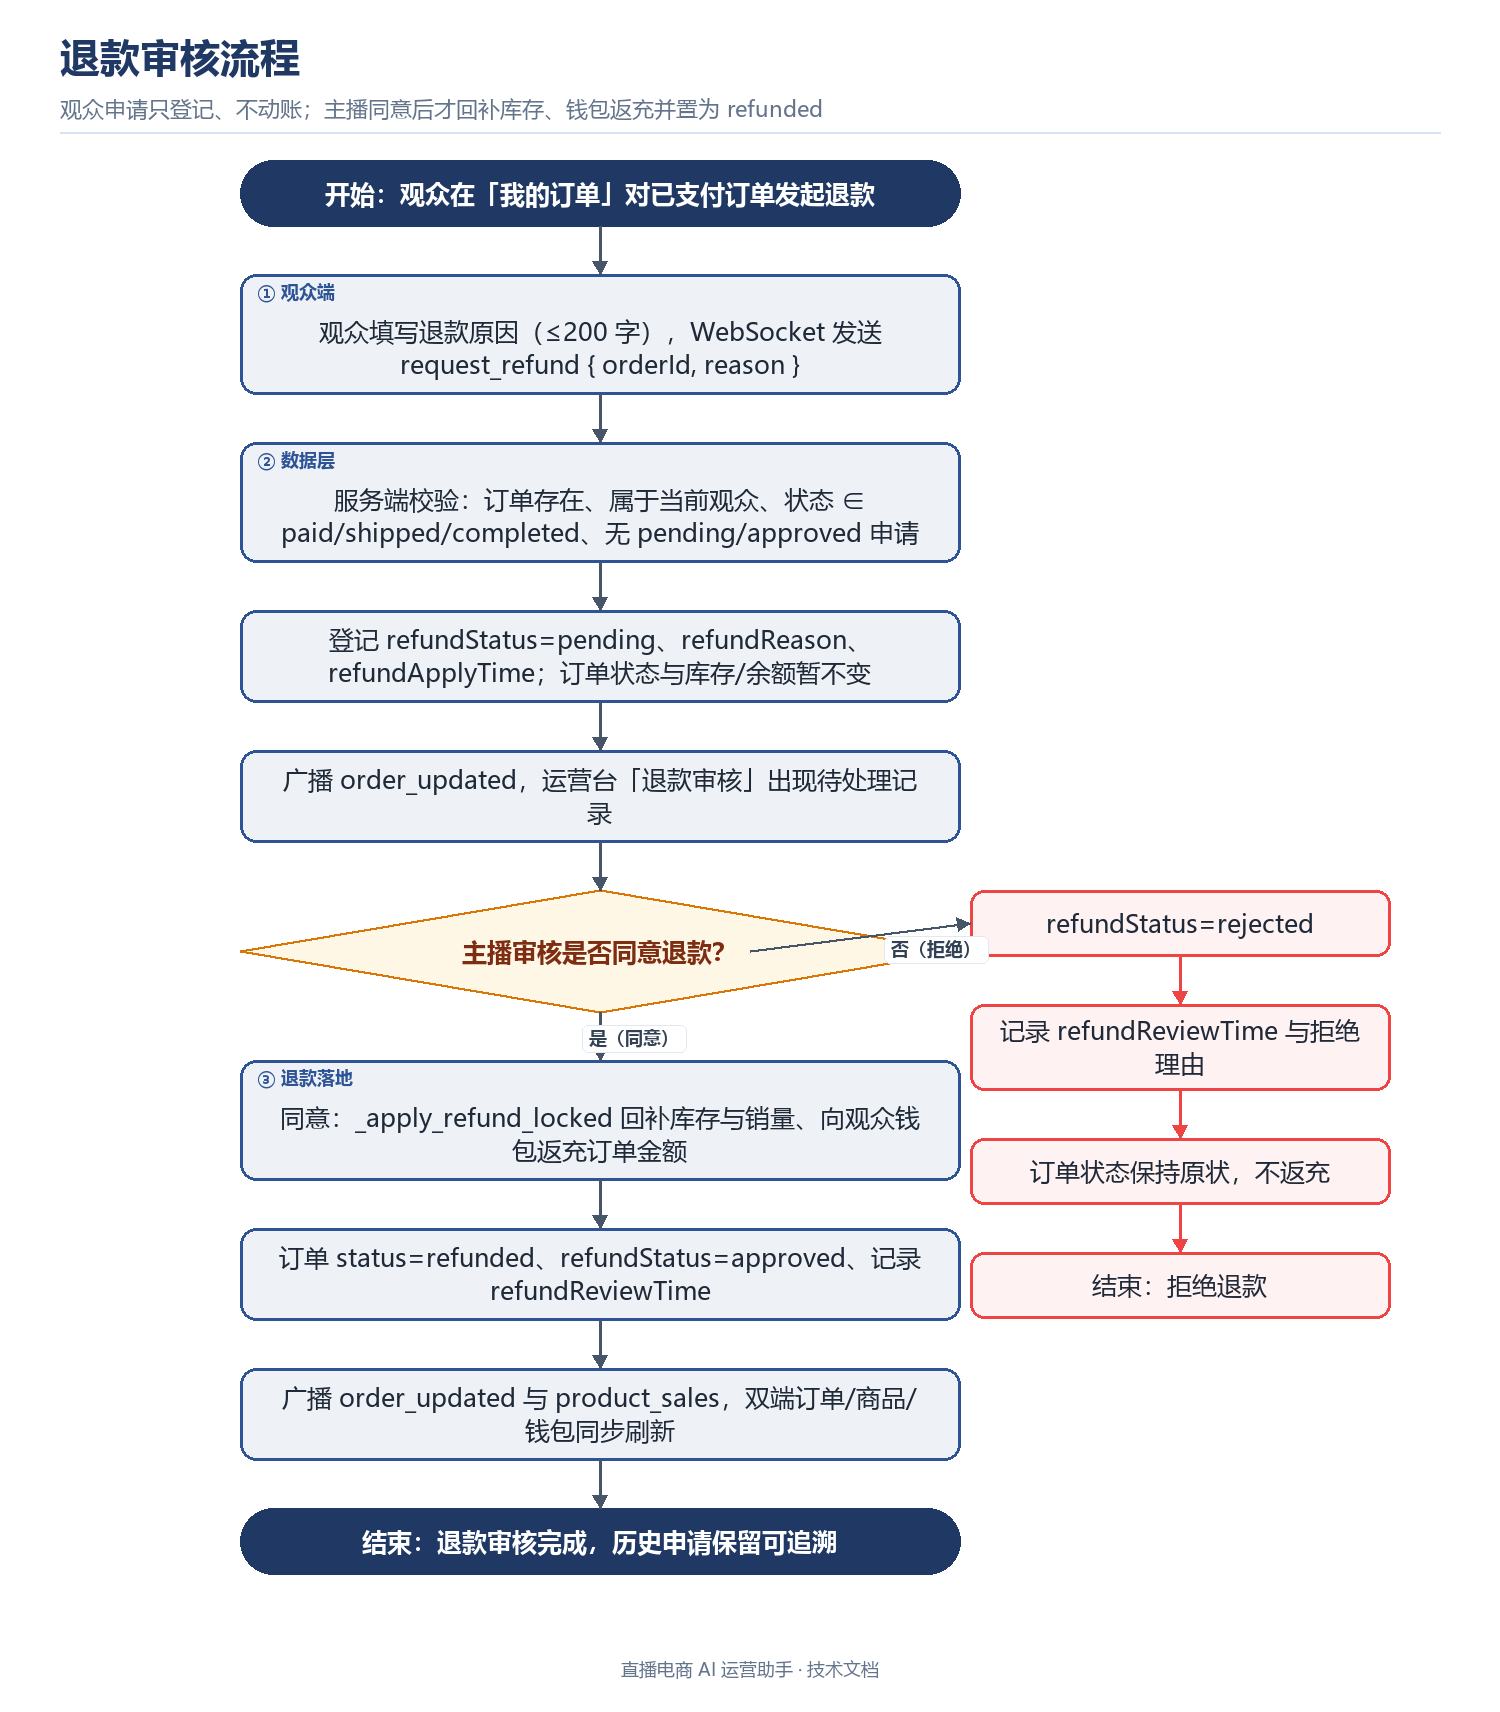 退款审核流程
观众申请只登记、不动账；主播同意后才回补库存、钱包返充并置为 refunded
开始：观众在「我的订单」对已支付订单发起退款
① 观众端
观众填写退款原因（≤200 字），WebSocket 发送
request_refund { orderId, reason }
② 数据层
服务端校验：订单存在、属于当前观众、状态 ∈
paid/shipped/completed、无 pending/approved 申请
登记 refundStatus=pending、refundReason、
refundApplyTime；订单状态与库存/余额暂不变
广播 order_updated，运营台「退款审核」出现待处理记
录
主播审核是否同意退款？
否（拒绝）
refundStatus=rejected
记录 refundReviewTime 与拒绝
理由
订单状态保持原状，不返充
结束：拒绝退款
是（同意）
③ 退款落地
同意：_apply_refund_locked 回补库存与销量、向观众钱
包返充订单金额
订单 status=refunded、refundStatus=approved、记录
refundReviewTime
广播 order_updated 与 product_sales，双端订单/商品/
钱包同步刷新
结束：退款审核完成，历史申请保留可追溯
直播电商 AI 运营助手 · 技术文档